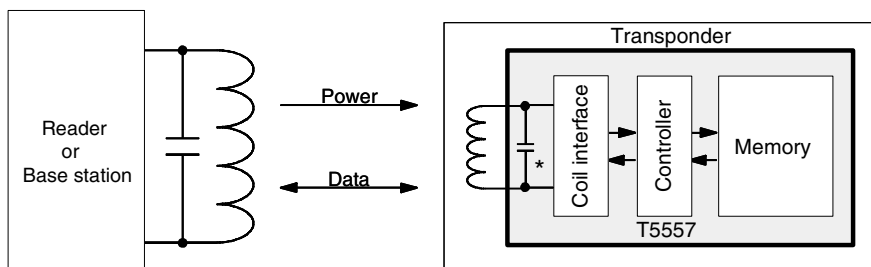 Reader
or
Base station
Power
Data
Transponder
Coil interface
Controller
Memory
*
T5557